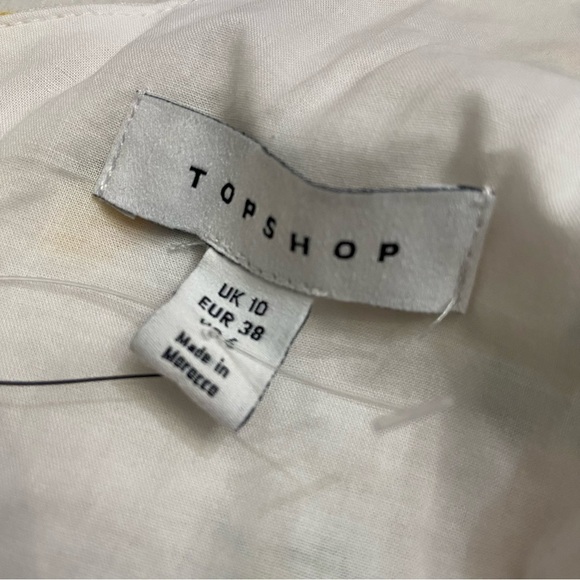 TOPSHOP
UK 10
EUR 38
Made in
Morocco